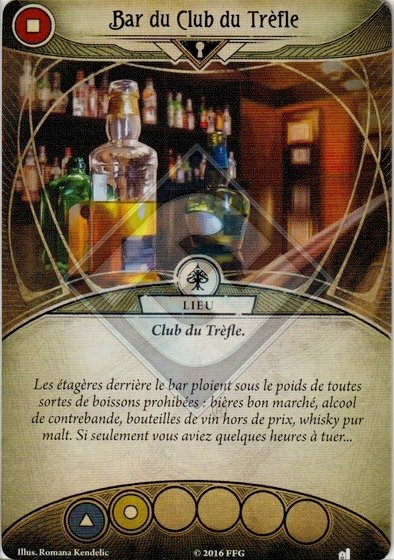 Bar du Club du Trèfle
LIEU
Club du Trèfle.
Les étagères derrière le bar ploient sous le poids de toutes
sortes de boissons prohibées : bières bon marché, alcool
de contrebande, bouteilles de vin hors de prix, whisky pur
malt. Si seulement vous aviez quelques heures à tuer...
Illus. Romana Kendelic
© 2016 FFG